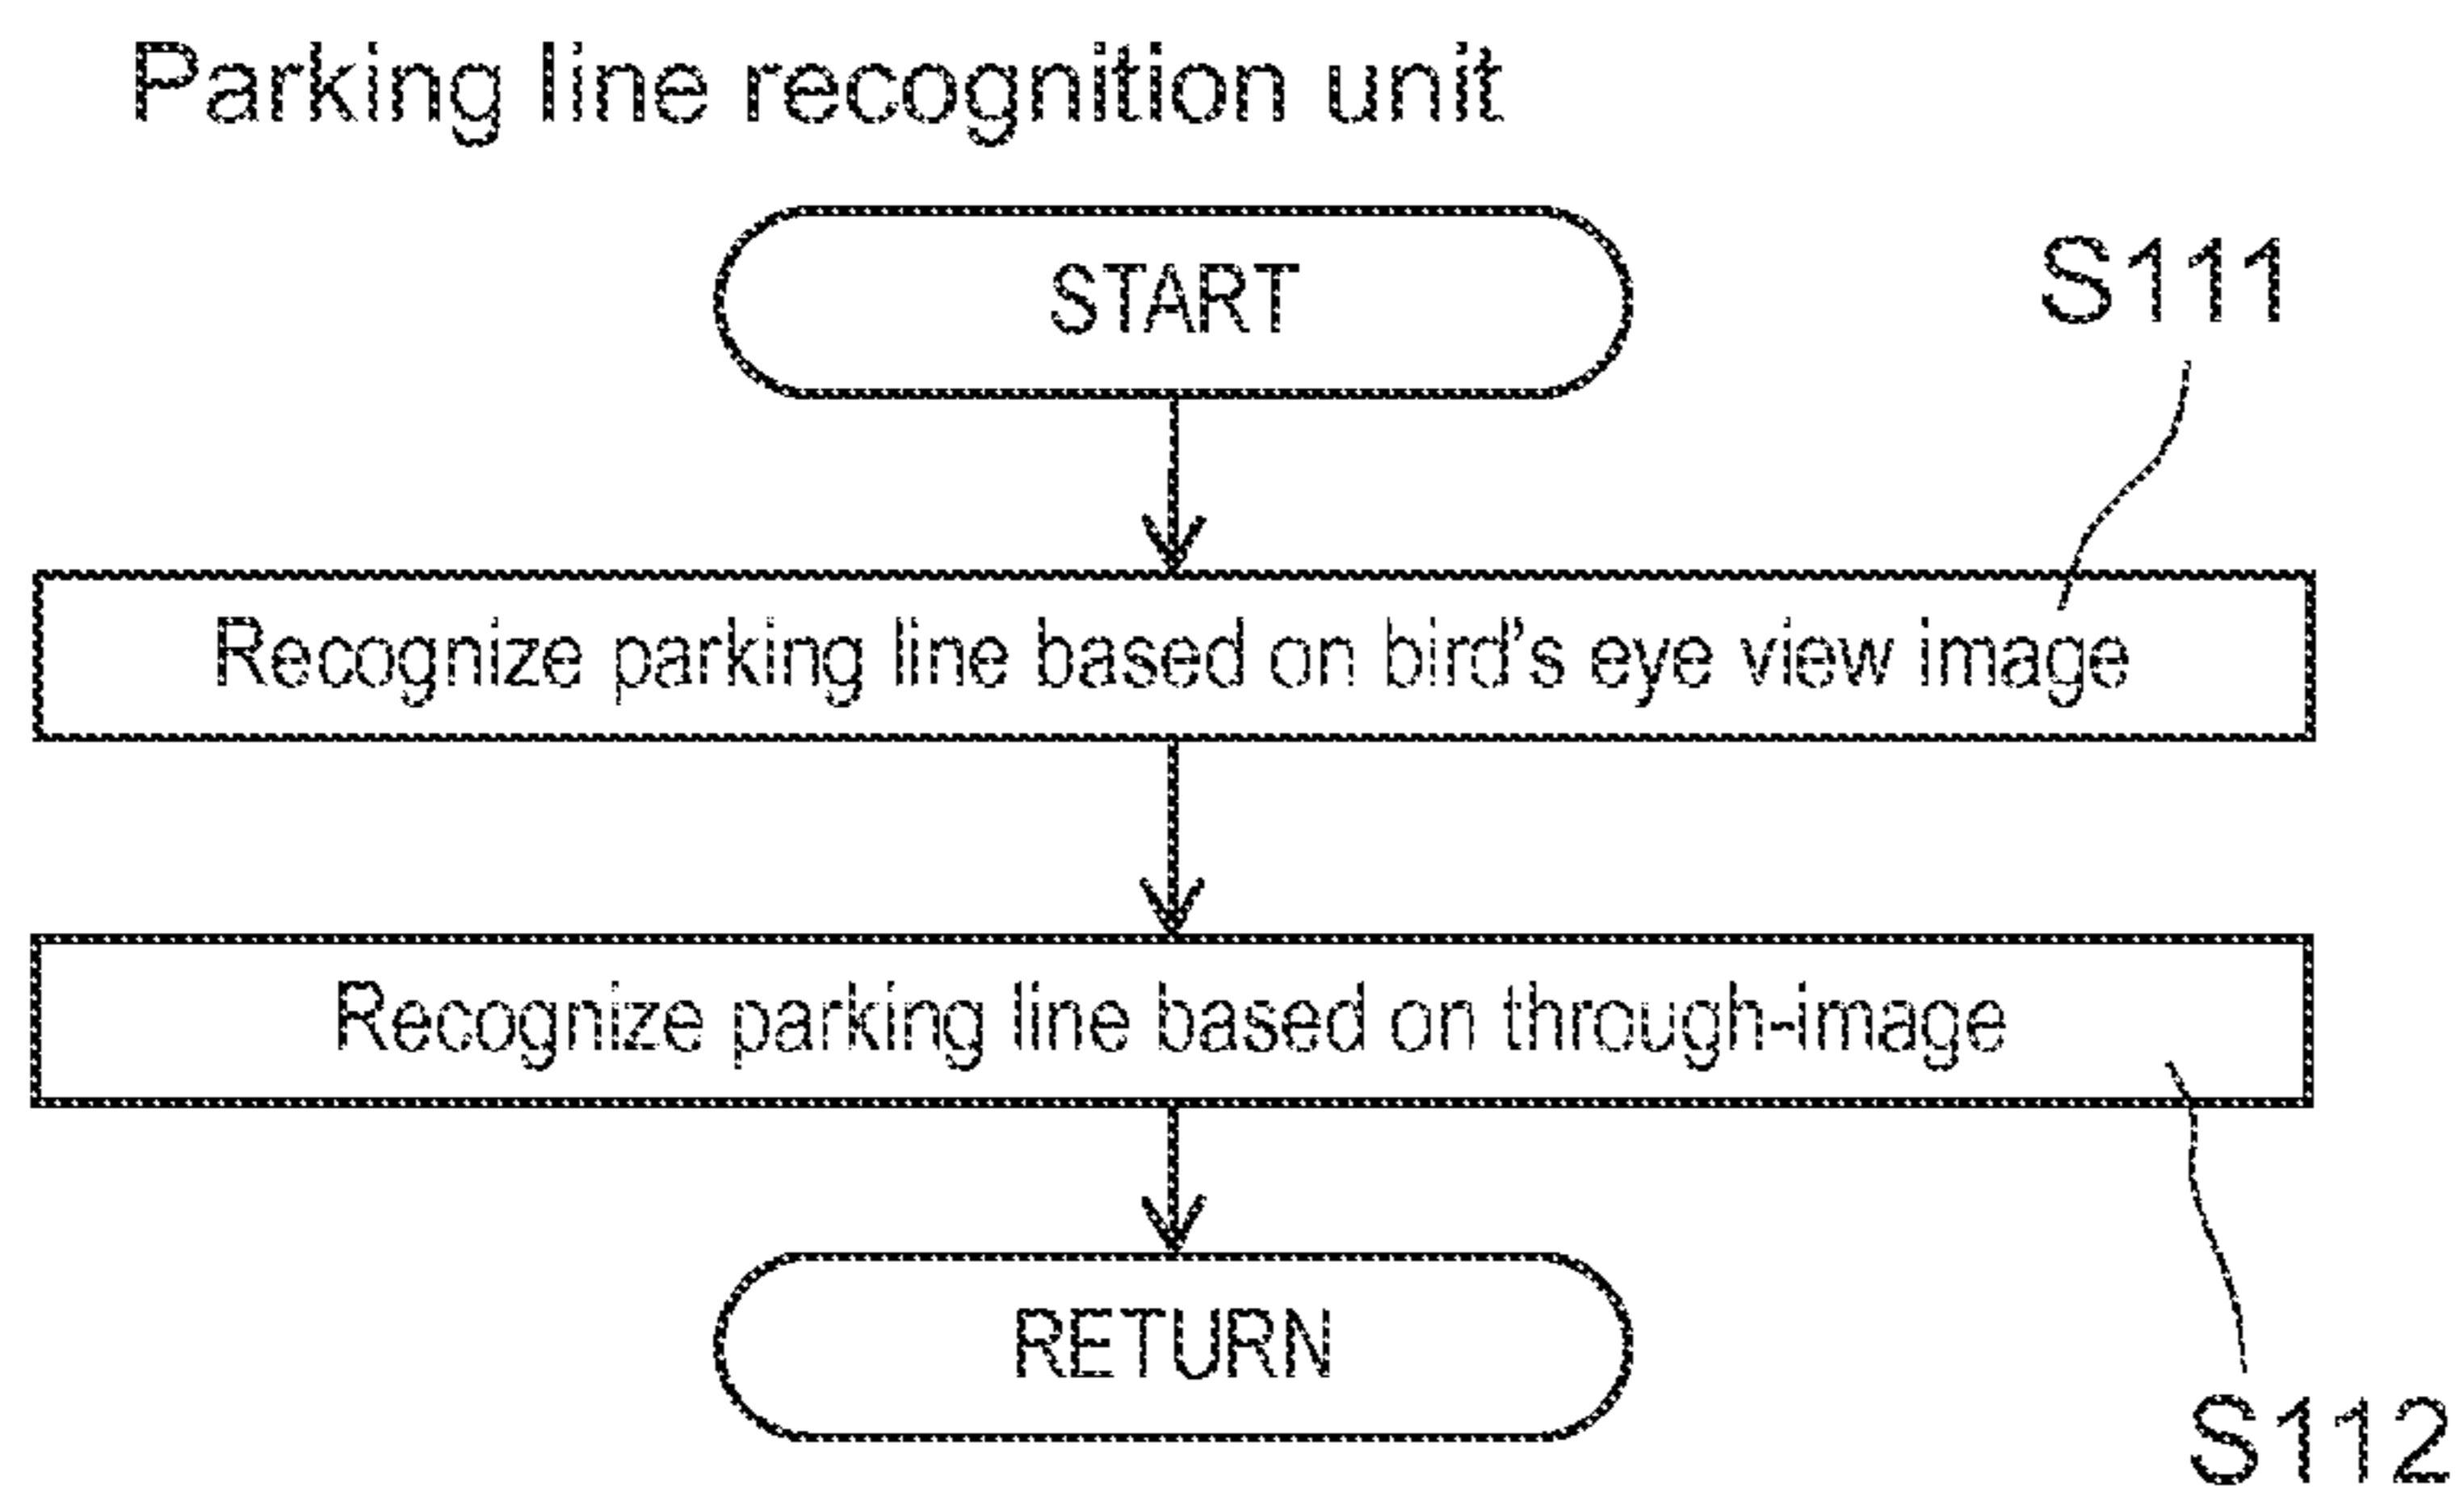 Parking line recognition unit
START
S111
Recognize parking line based on bird's eye view image
Recognize parking line based on through-image
RETURN
S112